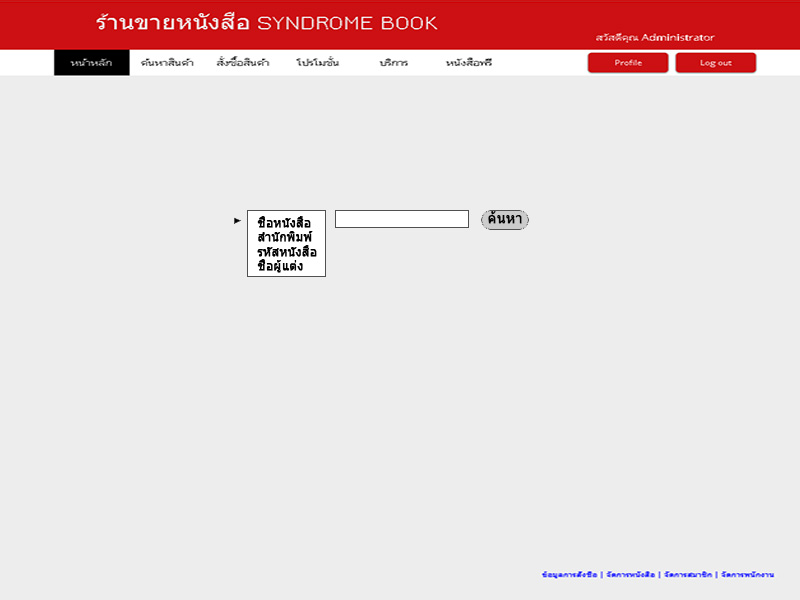 ร้านขายหนังสือ SYNDROME BOOK
สวัสดีคุณ Administrator
หน้าหลัก ค้นหาสินค้า สั่งซื้อสินค้า โปรโมชั่น บริการ หนังสือฟรี Profile Log out
ชื่อหนังสือ
สำนักพิมพ์
รหัสหนังสือ
ชื่อผู้แต่ง
ค้นหา
ข้อมูลการสั่งซื้อ | จัดการหนังสือ | จัดการสมาชิก | จัดการพนักงาน